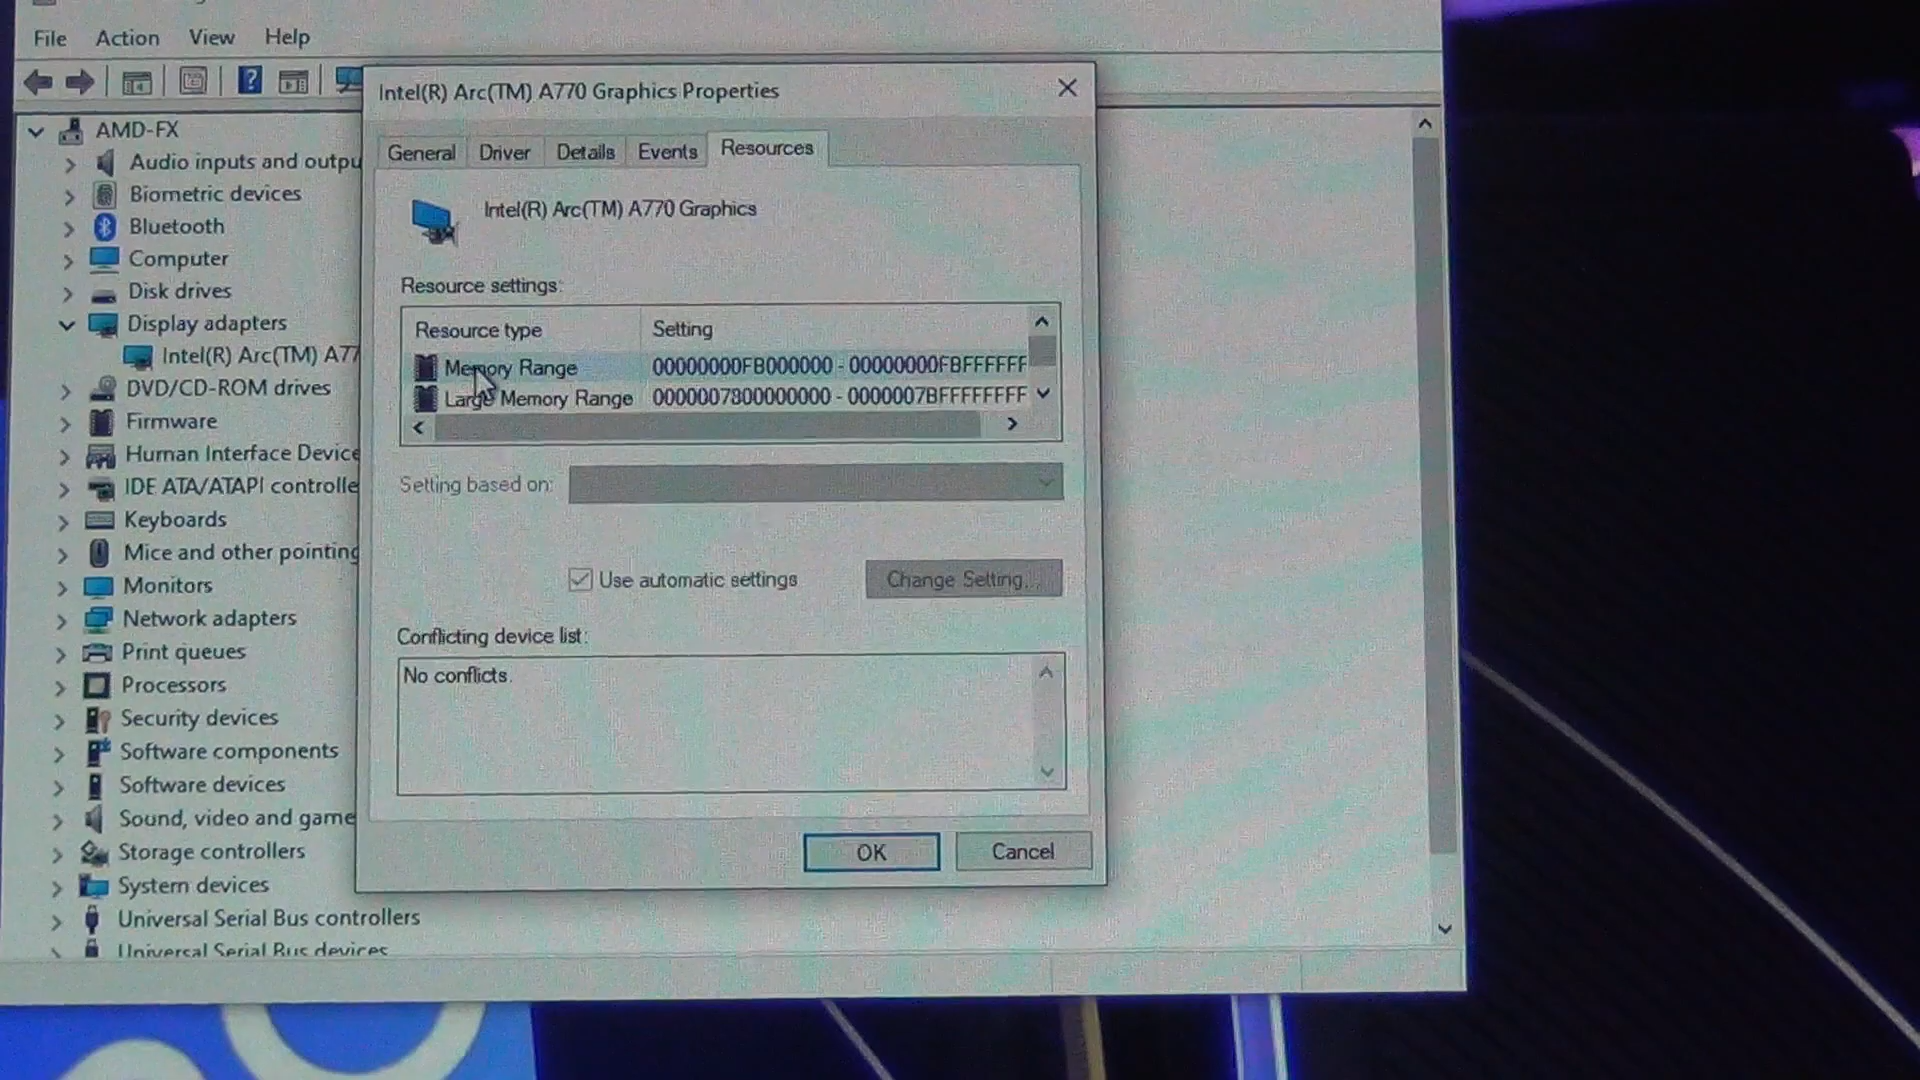 File Action View Help
AMD-FX
Audio inputs and outpu
Biometric devices
Bluetooth
Computer
Disk drives
Display adapters
Intel(R) Arc(TM) A77
DVD/CD-ROM drives
Firmware
Human Interface Device
IDE ATA/ATAPI controlle
Keyboards
Mice and other pointing
Monitors
Network adapters
Print queues
Processors
Security devices
Software components
Software devices
Sound, video and game
Storage controllers
System devices
Universal Serial Bus controllers
Universal Serial Bus devices
Intel(R) Arc(TM) A770 Graphics Properties
General Driver Details Events Resources
Intel(R) Arc(TM) A770 Graphics
Resource settings:
Resource type Setting
Memory Range 00000000FB000000 - 00000000FBFFFFFF
Large Memory Range 0000007800000000 - 0000007BFFFFFFFF
Setting based on:
Use automatic settings Change Setting...
Conflicting device list:
No conflicts.
OK Cancel